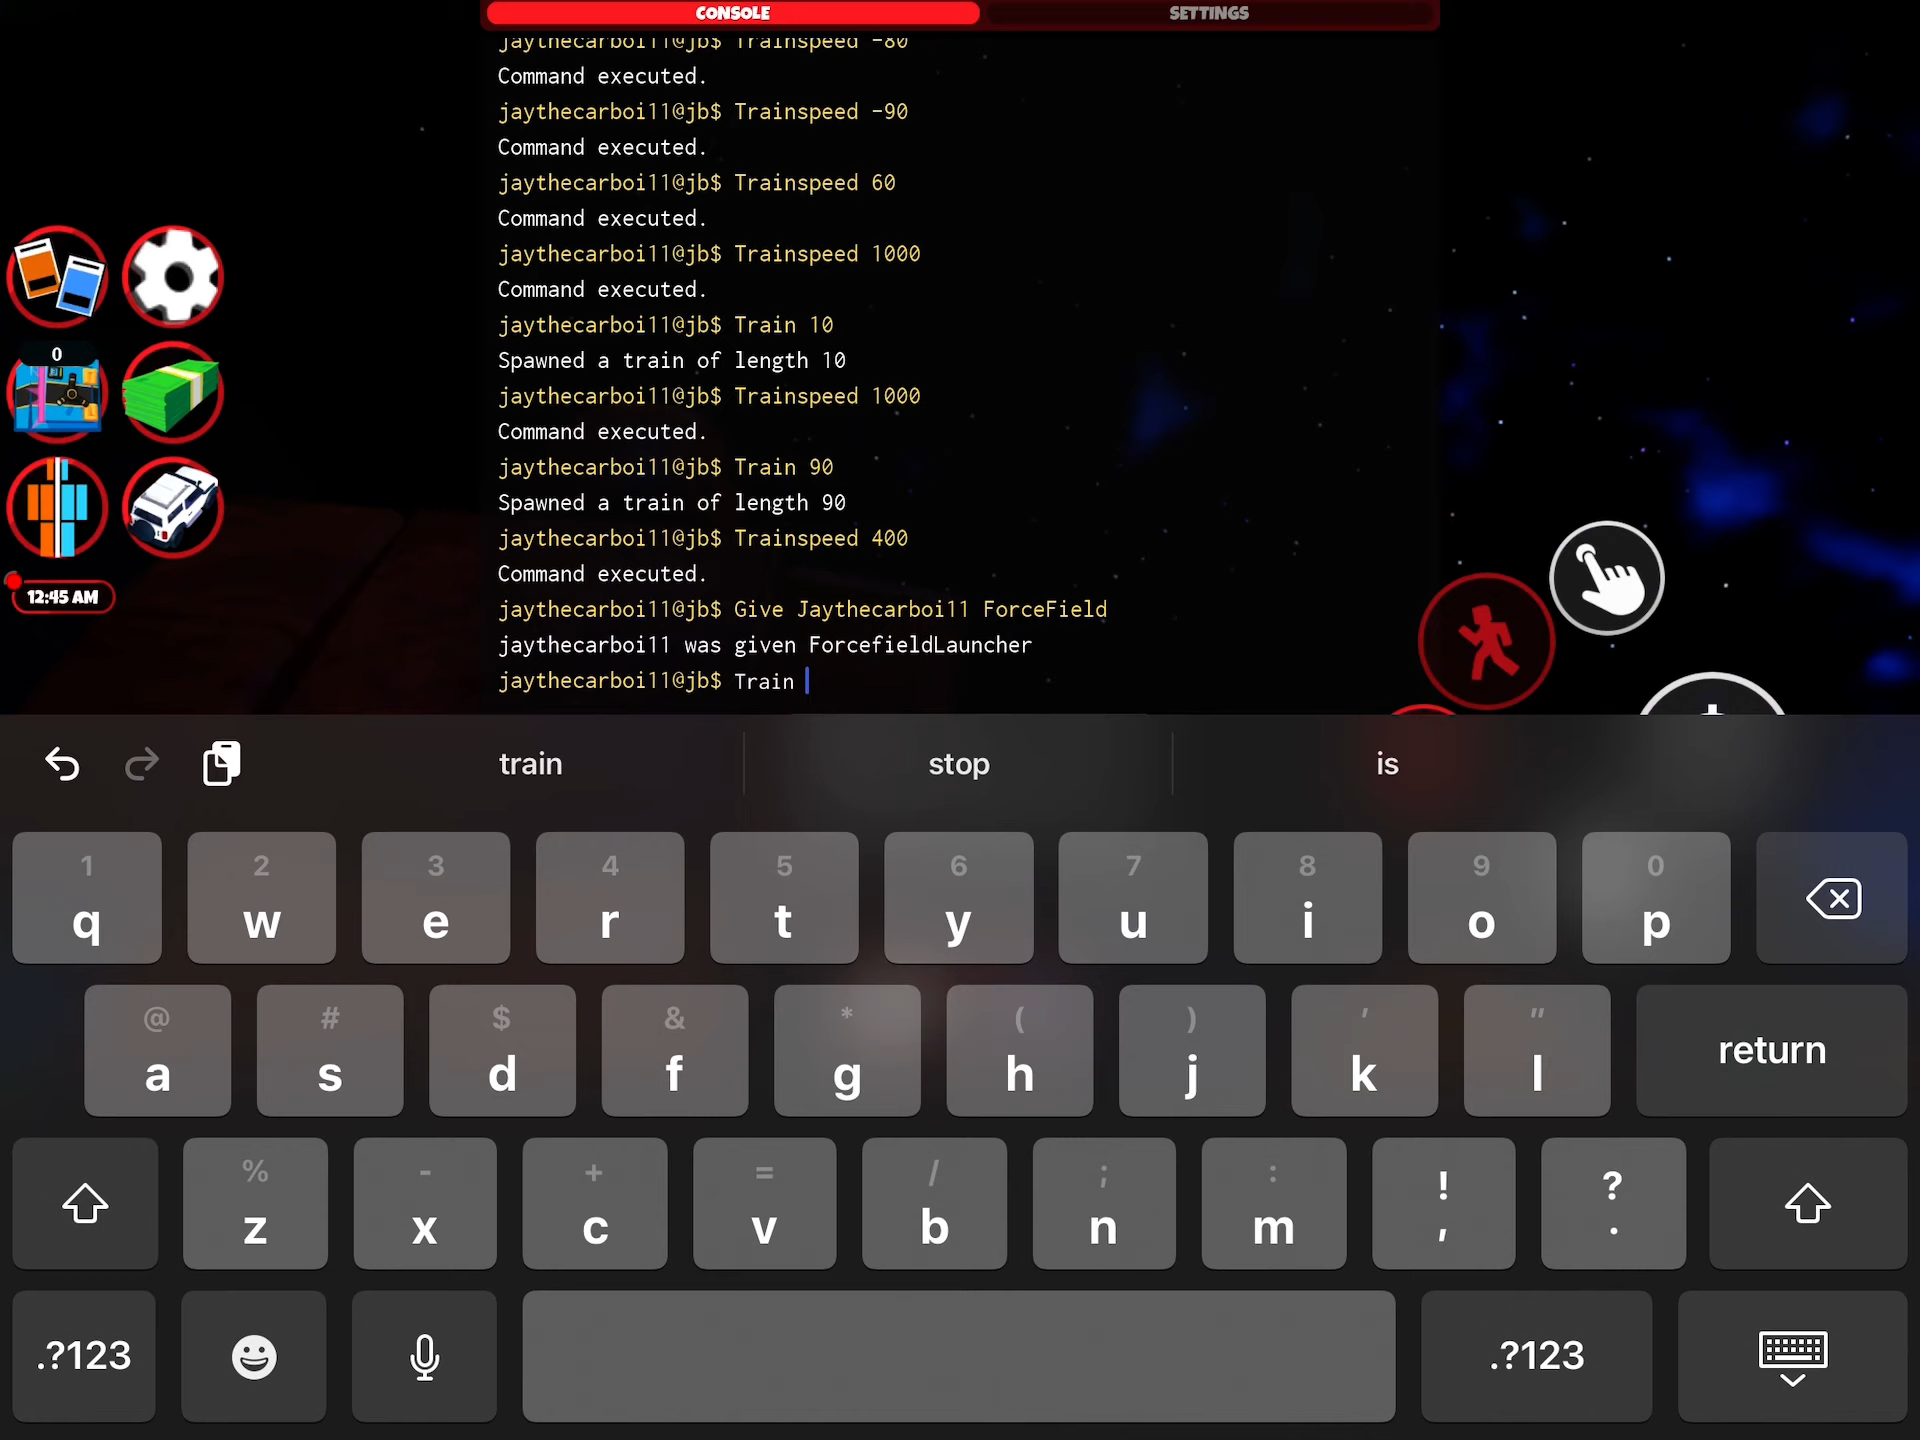 CONSOLE SETTINGS
jaythecarboi11@jb$ Trainspeed -80
Command executed.
jaythecarboi11@jb$ Trainspeed -90
Command executed.
jaythecarboi11@jb$ Trainspeed 60
Command executed.
jaythecarboi11@jb$ Trainspeed 1000
Command executed.
jaythecarboi11@jb$ Train 10
Spawned a train of length 10
jaythecarboi11@jb$ Trainspeed 1000
Command executed.
jaythecarboi11@jb$ Train 90
Spawned a train of length 90
jaythecarboi11@jb$ Trainspeed 400
Command executed.
jaythecarboi11@jb$ Give Jaythecarboi11 ForceField
jaythecarboi11 was given ForcefieldLauncher
jaythecarboi11@jb$ Train
0
12:45 AM
train stop is
1 2 3 4 5 6 7 8 9 0
q w e r t y u i o p
@ # $ & * ( ) ' "
a s d f g h j k l return
% - + = / ; : ! ?
z x c v b n m , .
.?123 .?123